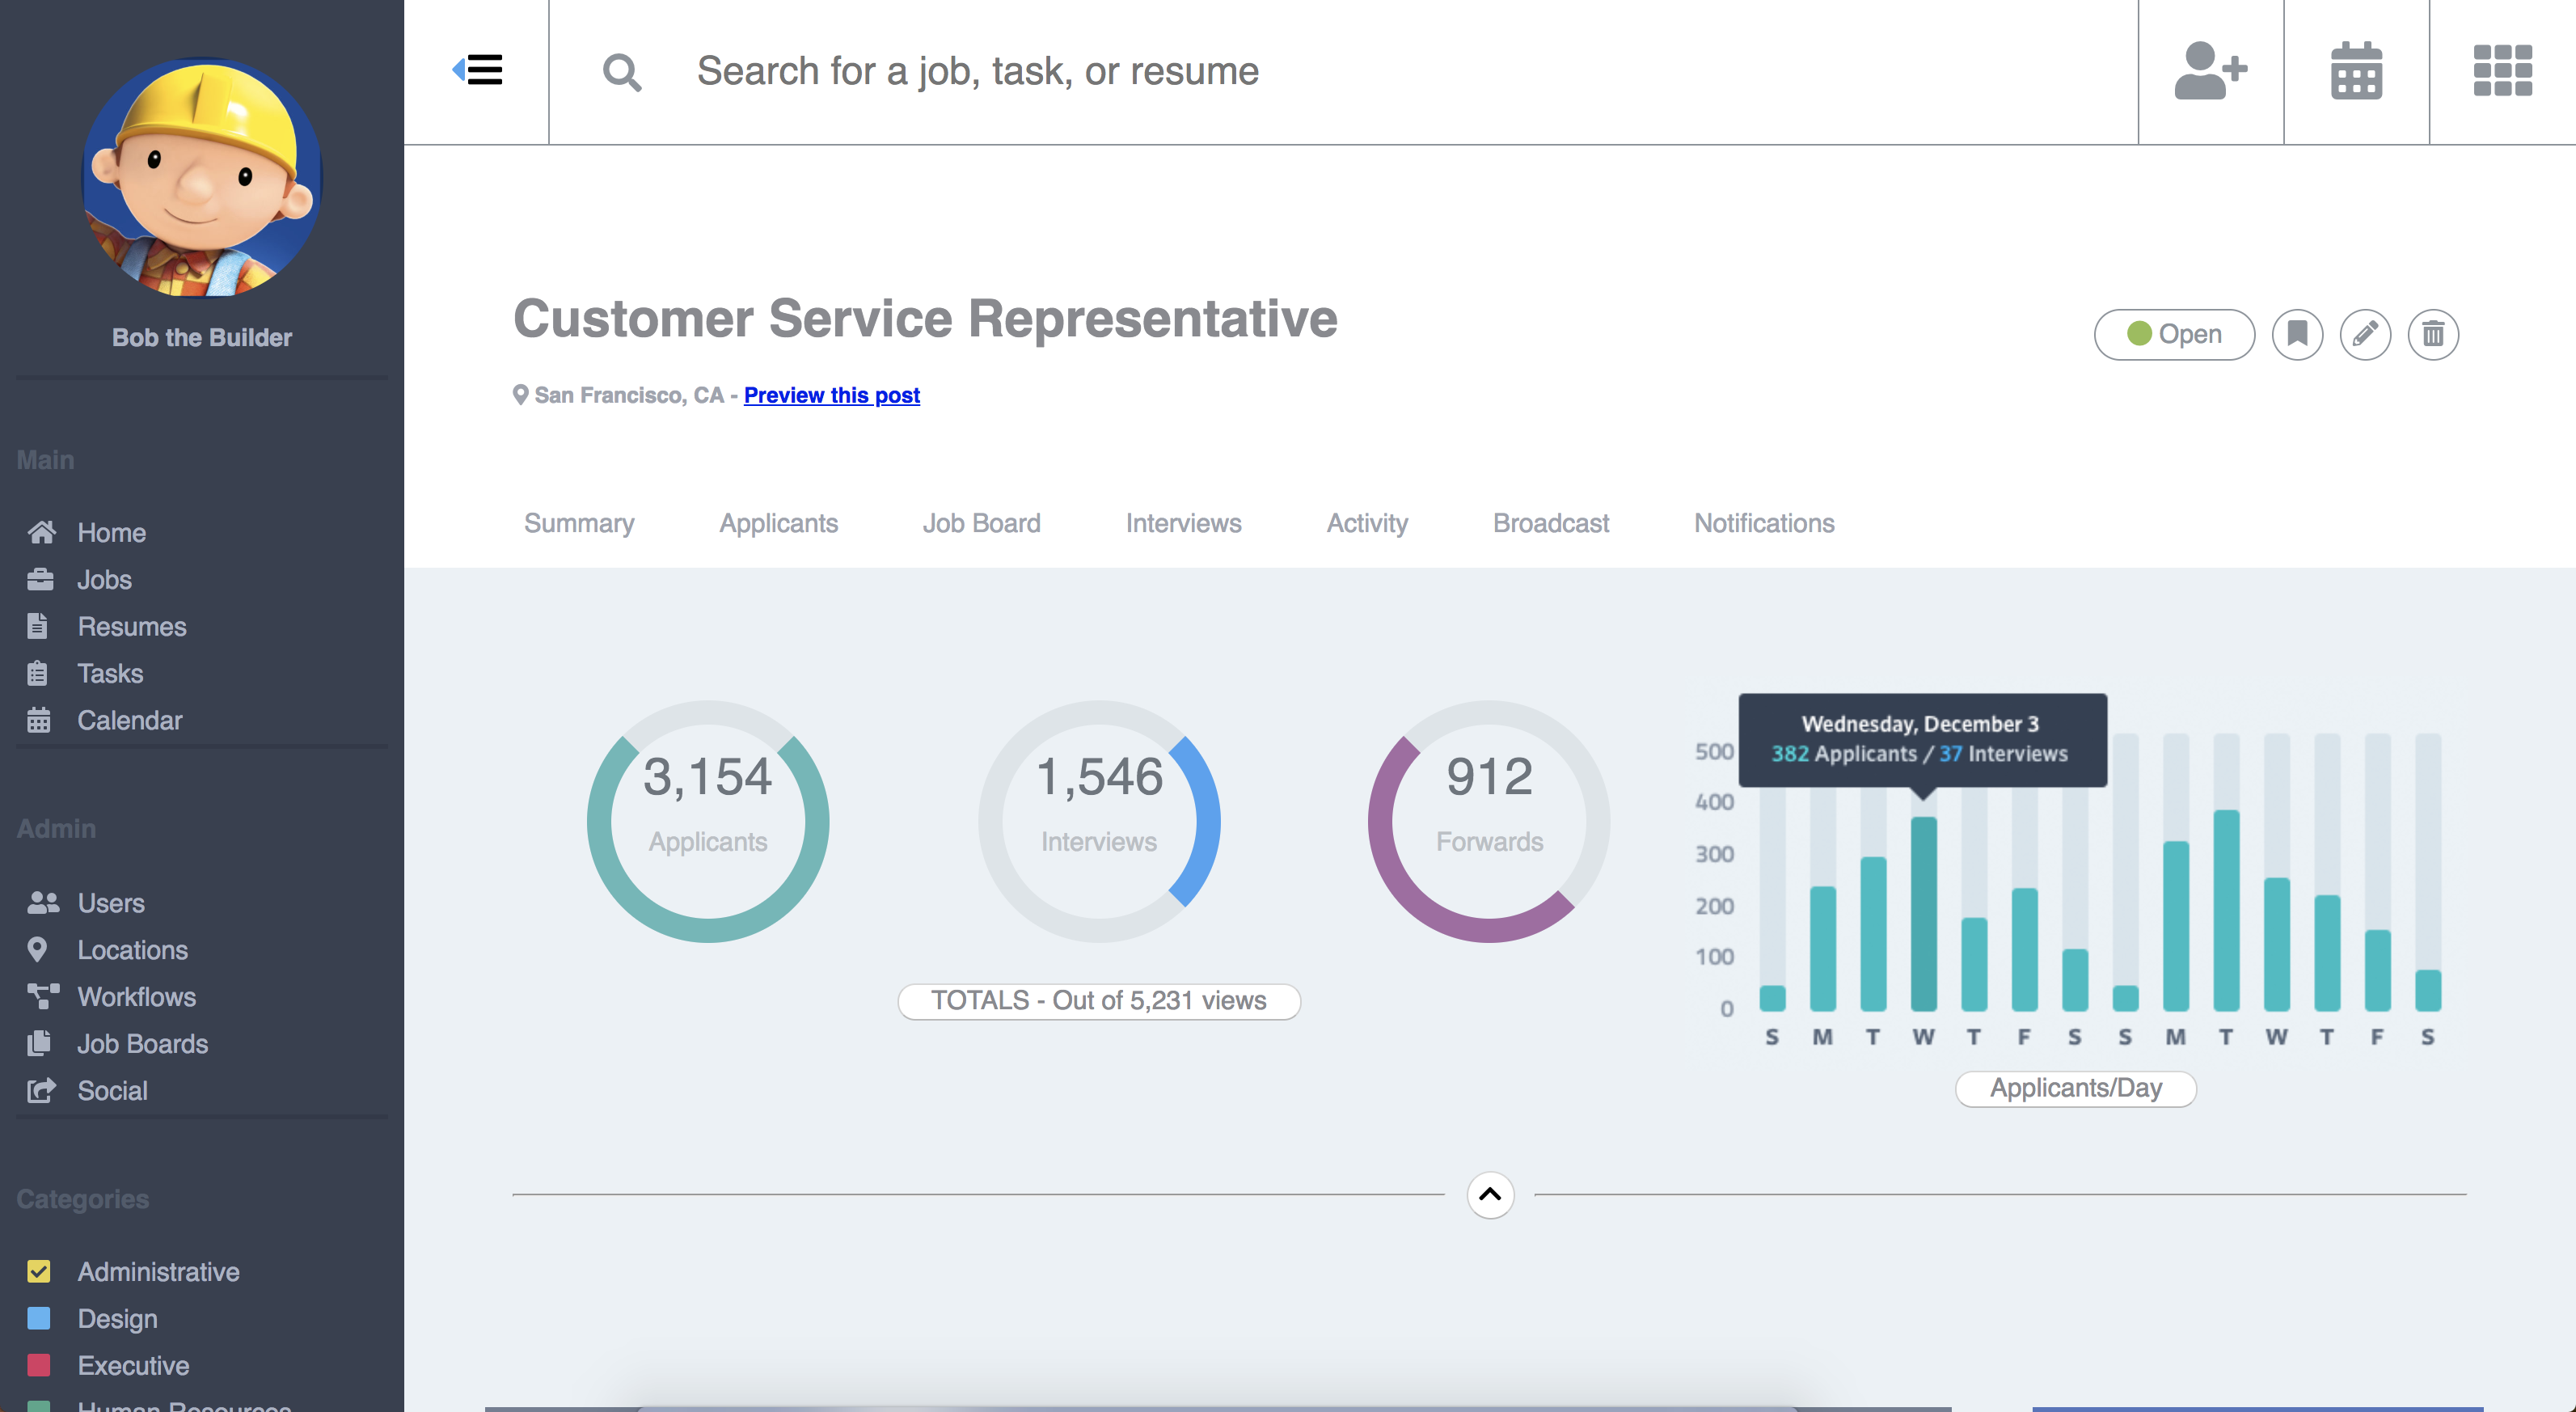 Search for a job, task, or resume
Bob the Builder
Main
Home
Jobs
Resumes
Tasks
Calendar
Admin
Users
Locations
Workflows
Job Boards
Social
Categories
Administrative
Design
Executive
Human Resources
Customer Service Representative
San Francisco, CA - Preview this post
Open
Summary Applicants Job Board Interviews Activity Broadcast Notifications
3,154
Applicants
1,546
Interviews
912
Forwards
TOTALS - Out of 5,231 views
Wednesday, December 3
382 Applicants / 37 Interviews
500
400
300
200
100
0
S M T W T F S S M T W T F S
Applicants/Day